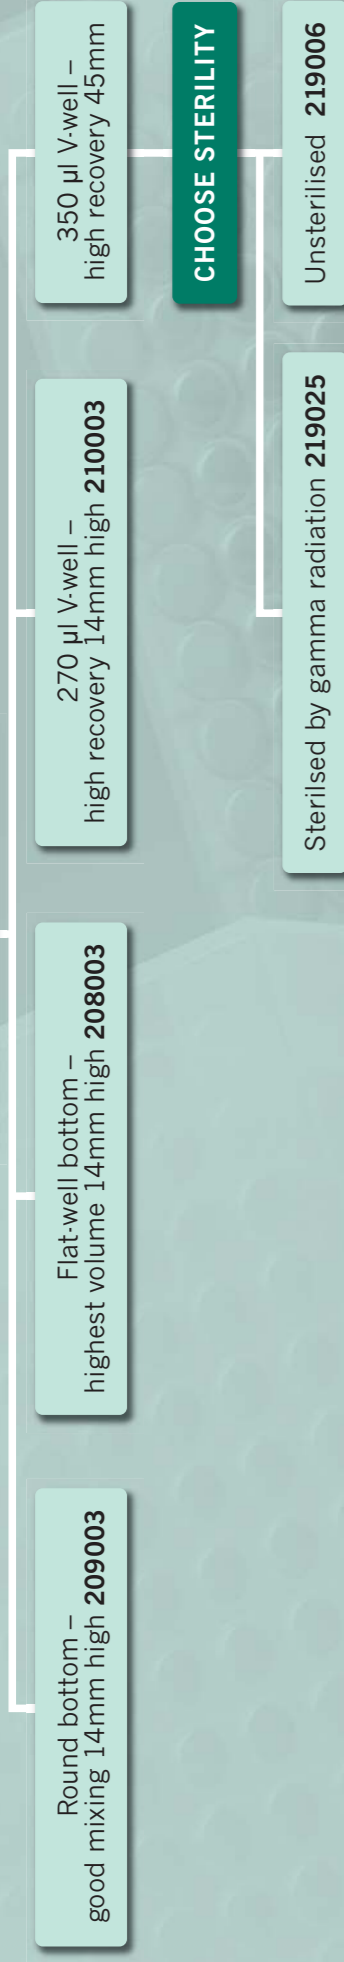 Round bottom –
good mixing 14mm high 209003
Flat-well bottom –
highest volume 14mm high 208003
270 µl V-well –
high recovery 14mm high 210003
350 µl V-well –
high recovery 45mm
CHOOSE STERILITY
Sterilsed by gamma radiation 219025
Unsterilised 219006